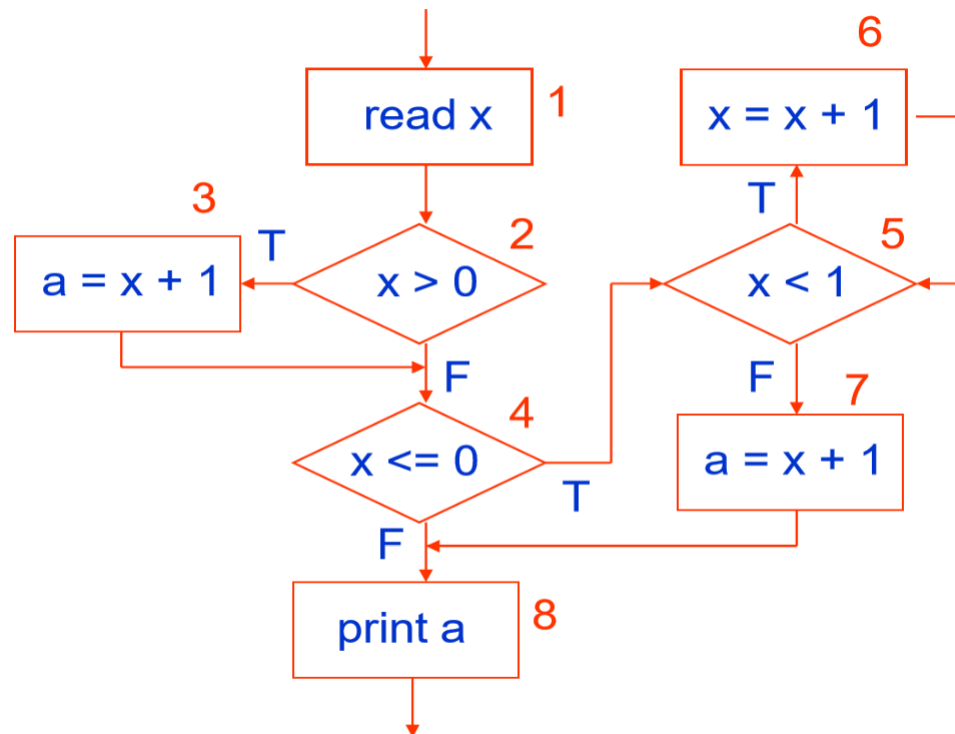 read x
1
3
T
a = x + 1
2
x > 0
F
4
x <= 0
T
F
6
x = x + 1
T
5
x < 1
F
7
a = x + 1
print a
8